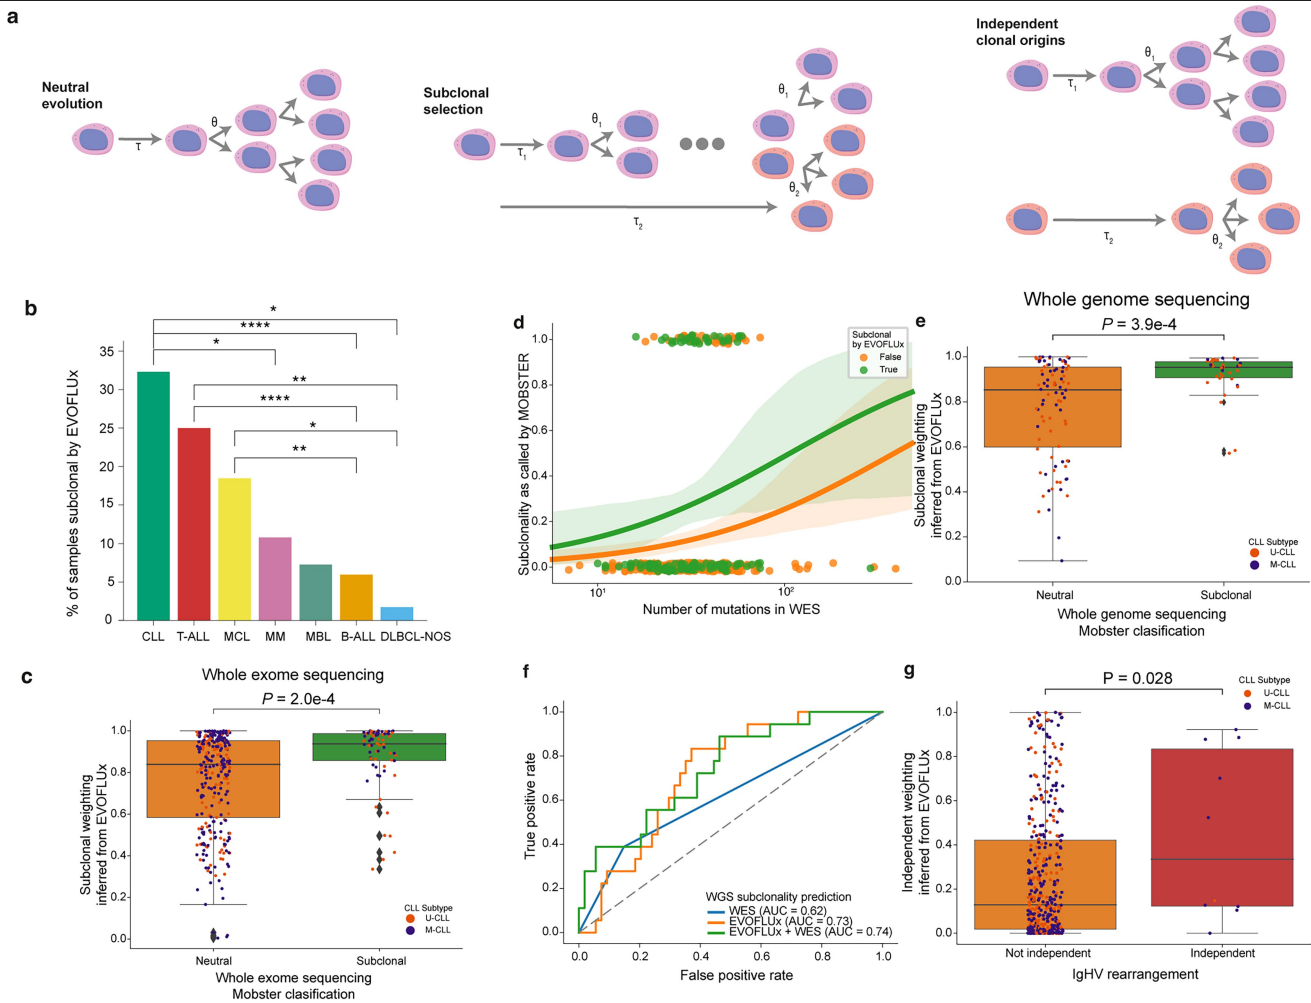 a
Neutral
evolution
τ
θ
Subclonal
selection
τ1
θ1
θ1
θ2
τ2
Independent
clonal origins
τ1
θ1
τ2
θ2
b
*
****
*
**
****
*
**
% of samples subclonal by EVOFLUx
35
30
25
20
15
10
5
0
CLL T-ALL MCL MM MBL B-ALL DLBCL-NOS
c
Whole exome sequencing
P = 2.0e-4
Subclonal weighting
inferred from EVOFLUx
1.0
0.8
0.6
0.4
0.2
0.0
CLL Subtype
U-CLL
M-CLL
Neutral Subclonal
Whole exome sequencing
Mobster clasification
d
Subclonality as called by MOBSTER
1.0
0.8
0.6
0.4
0.2
0.0
Subclonal
by EVOFLUx
False
True
10¹ 10²
Number of mutations in WES
e
Whole genome sequencing
P = 3.9e-4
Subclonal weighting
inferred from EVOFLUx
1.0
0.8
0.6
0.4
0.2
0.0
CLL Subtype
U-CLL
M-CLL
Neutral Subclonal
Whole genome sequencing
Mobster clasification
f
True positive rate
1.0
0.8
0.6
0.4
0.2
0.0
WGS subclonality prediction
WES (AUC = 0.62)
EVOFLUx (AUC = 0.73)
EVOFLUx + WES (AUC = 0.74)
0.0 0.2 0.4 0.6 0.8 1.0
False positive rate
g
P = 0.028
CLL Subtype
U-CLL
M-CLL
Independent weighting
inferred from EVOFLUx
1.0
0.8
0.6
0.4
0.2
0.0
Not independent Independent
IgHV rearrangement